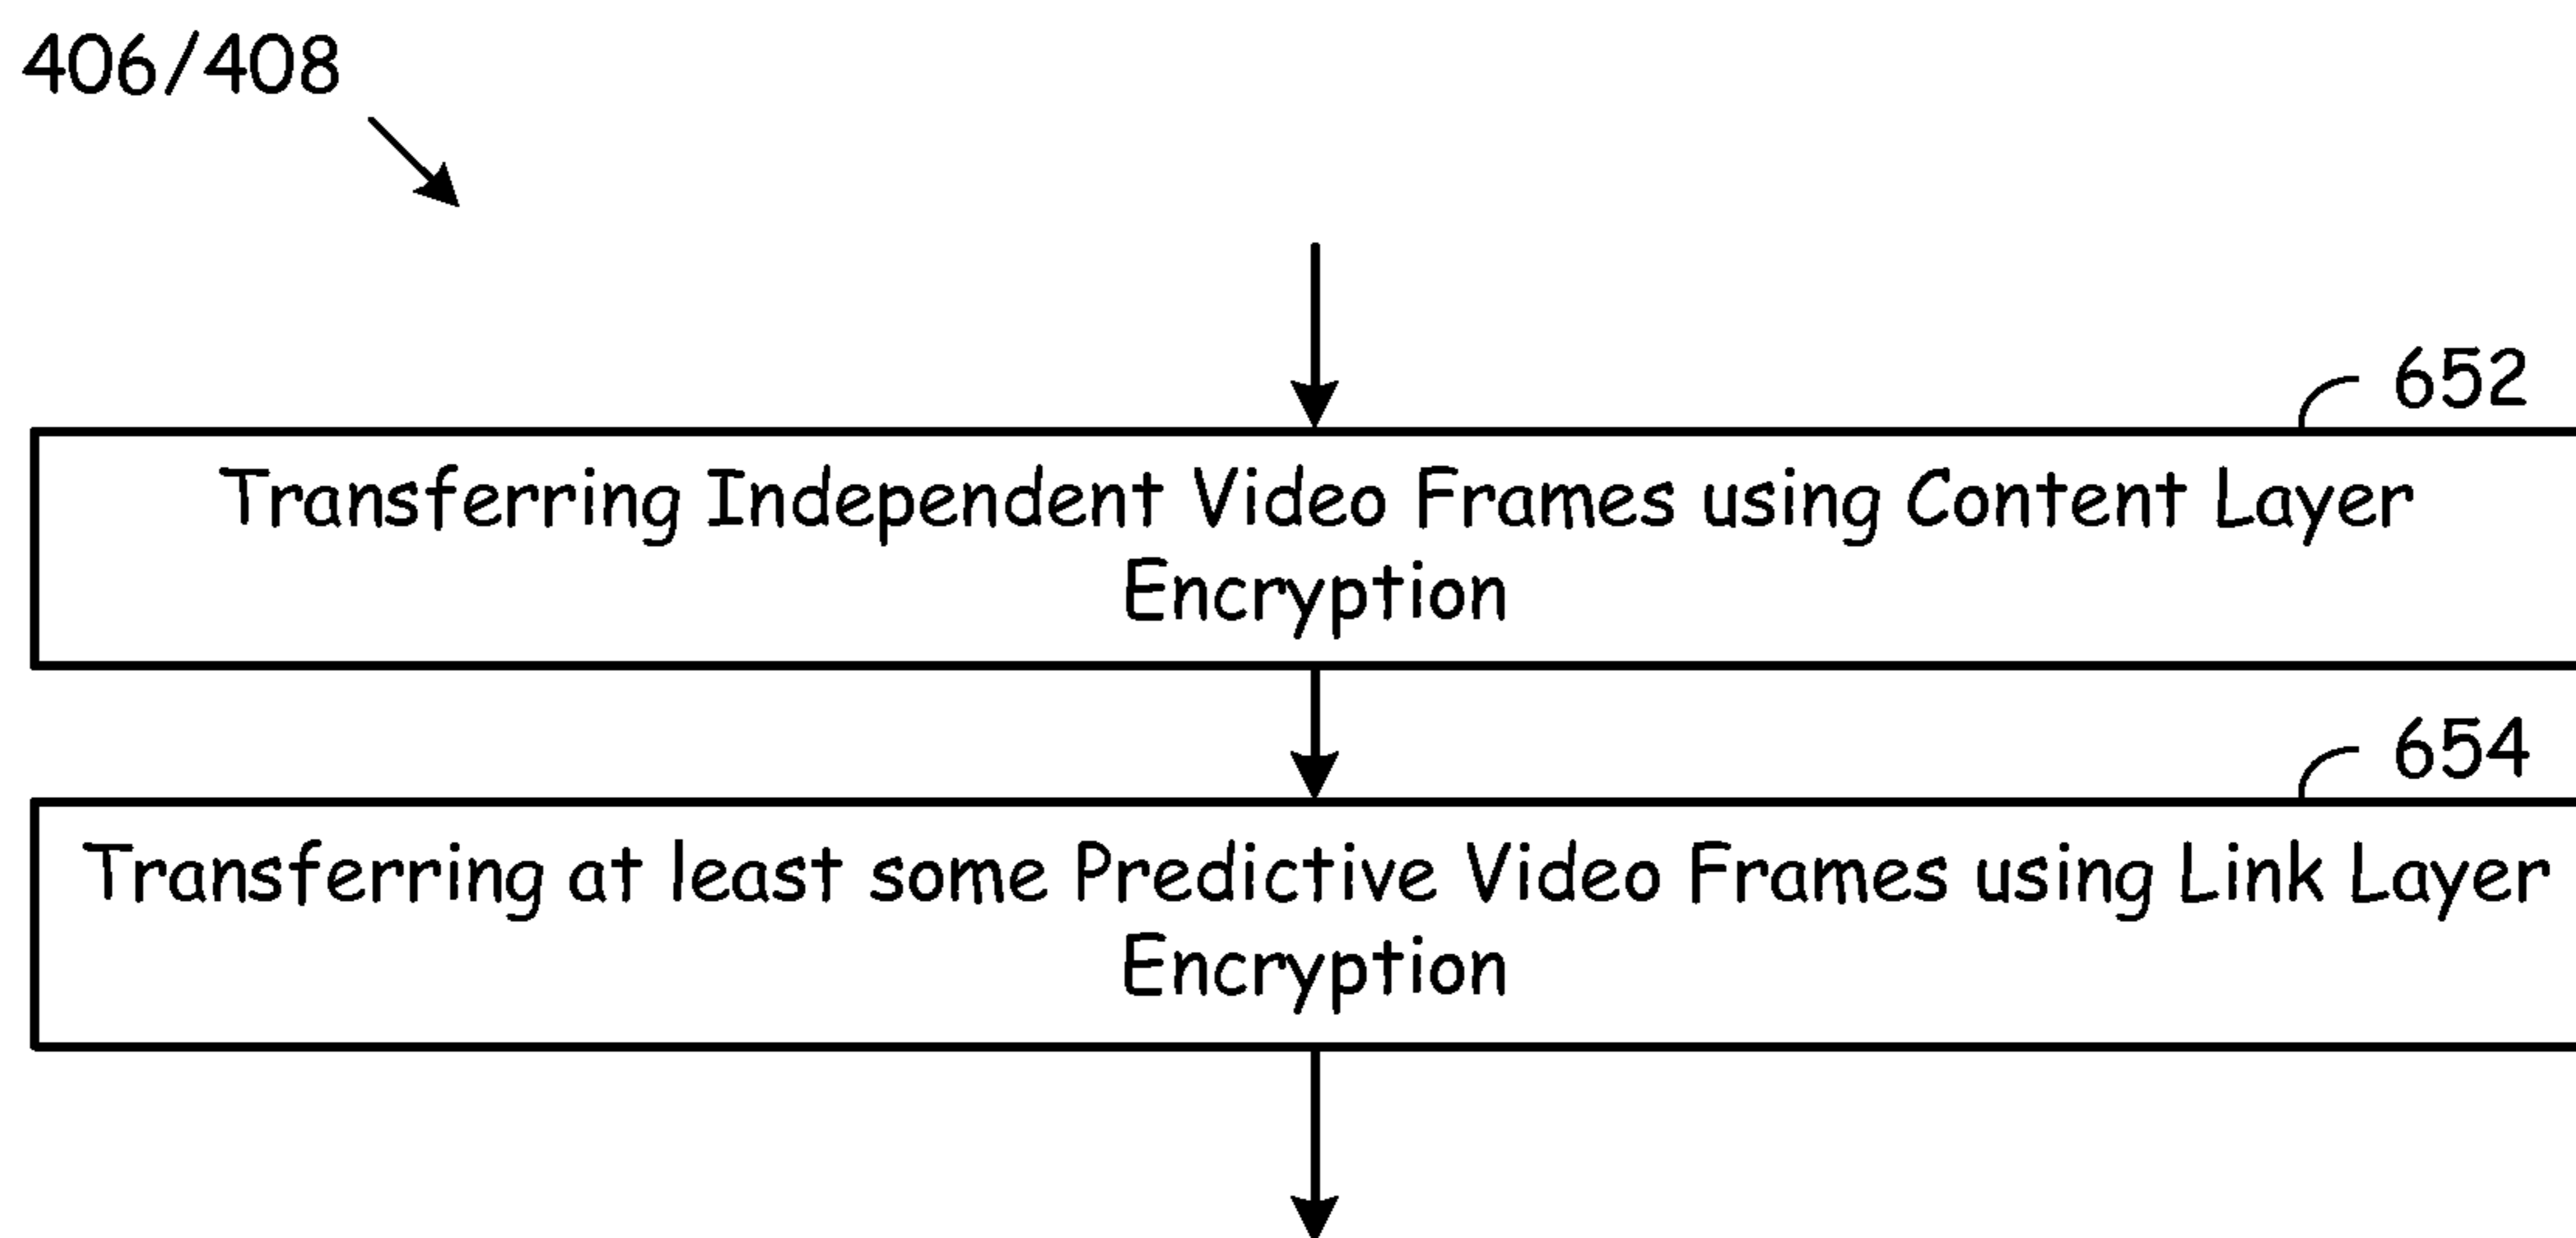 406/408
652
Transferring Independent Video Frames using Content Layer
Encryption
654
Transferring at least some Predictive Video Frames using Link Layer
Encryption